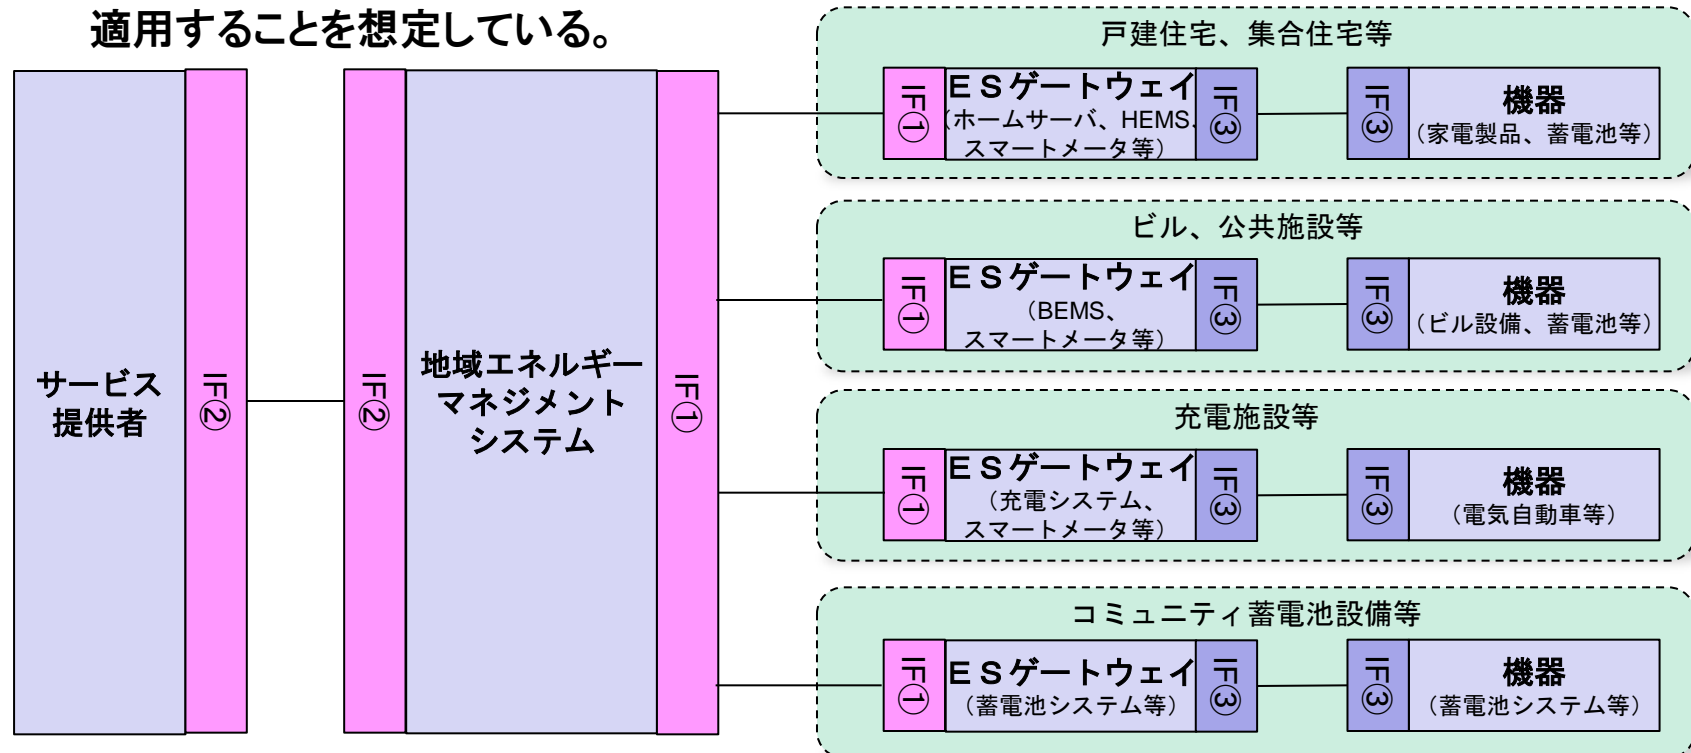 適用することを想定している。
サービス
提供者
IF②
IF②
地域エネルギー
マネジメント
システム
IF①
戸建住宅、集合住宅等
IF①
ＥＳゲートウェイ
（ホームサーバ、HEMS、
スマートメータ等）
IF③
IF③
機器
（家電製品、蓄電池等）
ビル、公共施設等
IF①
ＥＳゲートウェイ
（BEMS、
スマートメータ等）
IF③
IF③
機器
（ビル設備、蓄電池等）
充電施設等
IF①
ＥＳゲートウェイ
（充電システム、
スマートメータ等）
IF③
IF③
機器
（電気自動車等）
コミュニティ蓄電池設備等
IF①
ＥＳゲートウェイ
（蓄電池システム等）
IF③
IF③
機器
（蓄電池システム等）